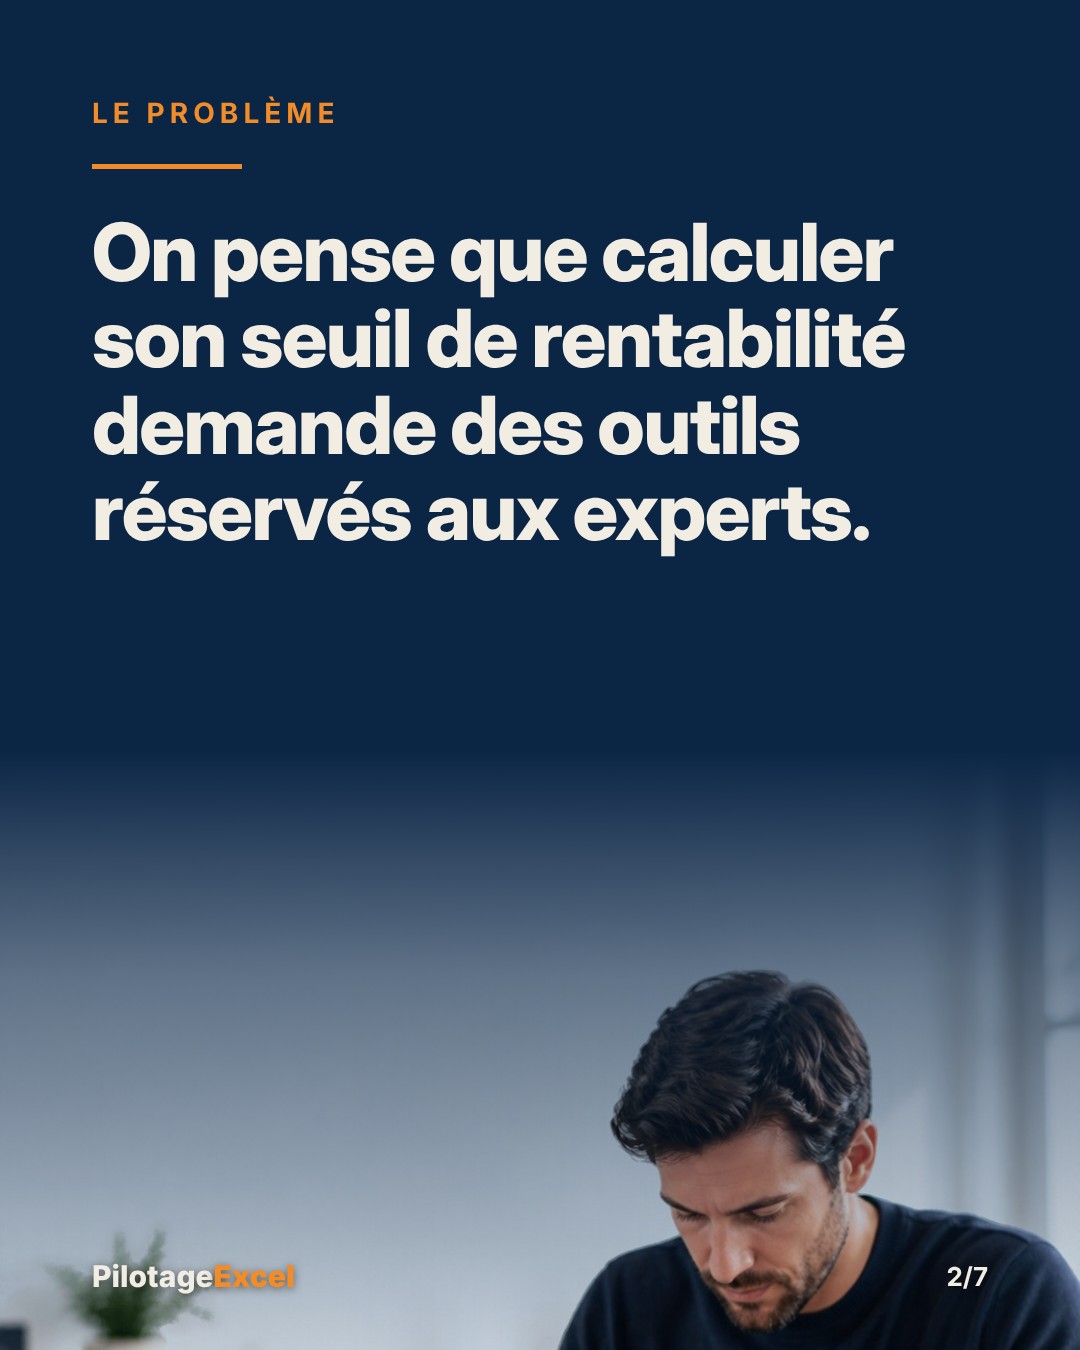 LE PROBLÈME
On pense que calculer
son seuil de rentabilité
demande des outils
réservés aux experts.
PilotageExcel
2/7